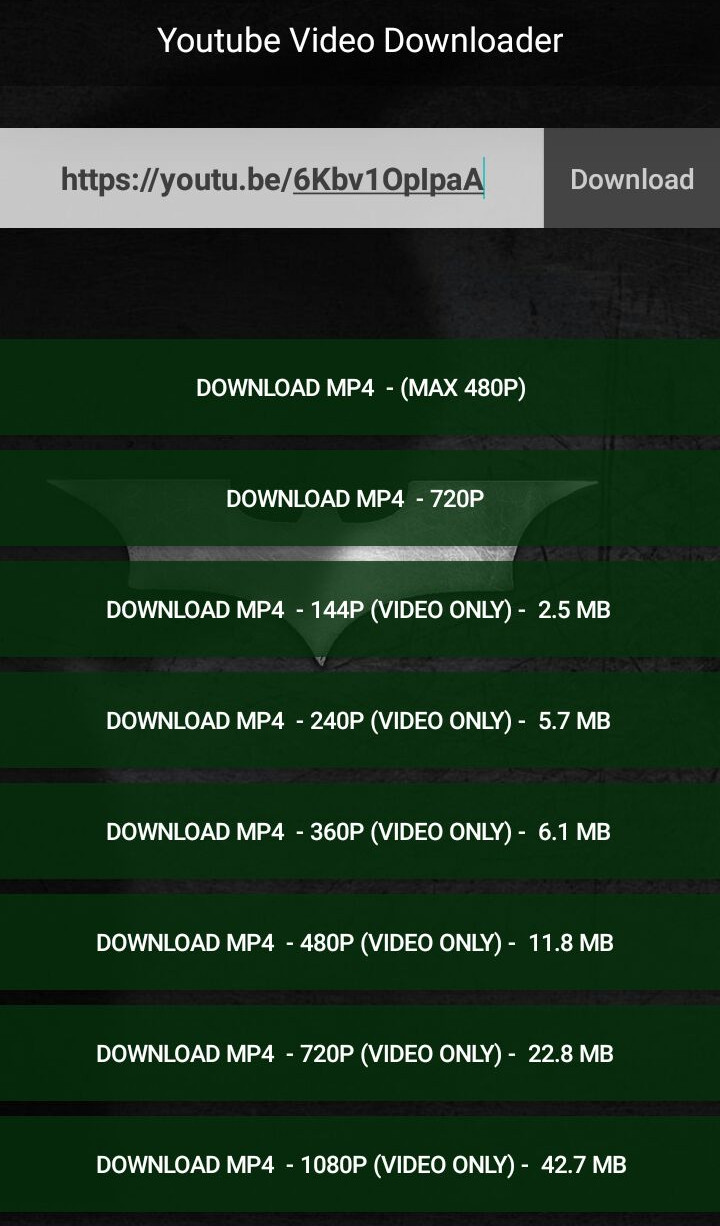 Youtube Video Downloader
https://youtu.be/6Kbv1OpIpaA Download
DOWNLOAD MP4 - (MAX 480P)
DOWNLOAD MP4 - 720P
DOWNLOAD MP4 - 144P (VIDEO ONLY) - 2.5 MB
DOWNLOAD MP4 - 240P (VIDEO ONLY) - 5.7 MB
DOWNLOAD MP4 - 360P (VIDEO ONLY) - 6.1 MB
DOWNLOAD MP4 - 480P (VIDEO ONLY) - 11.8 MB
DOWNLOAD MP4 - 720P (VIDEO ONLY) - 22.8 MB
DOWNLOAD MP4 - 1080P (VIDEO ONLY) - 42.7 MB